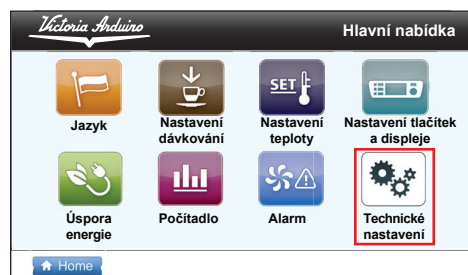 Victoria Arduino
Hlavní nabídka
SET
Jazyk
Nastavení
dávkování
Nastavení
teploty
Nastavení tlačítek
a displeje
Úspora
energie
Počítadlo
Alarm
Technické
nastavení
Home